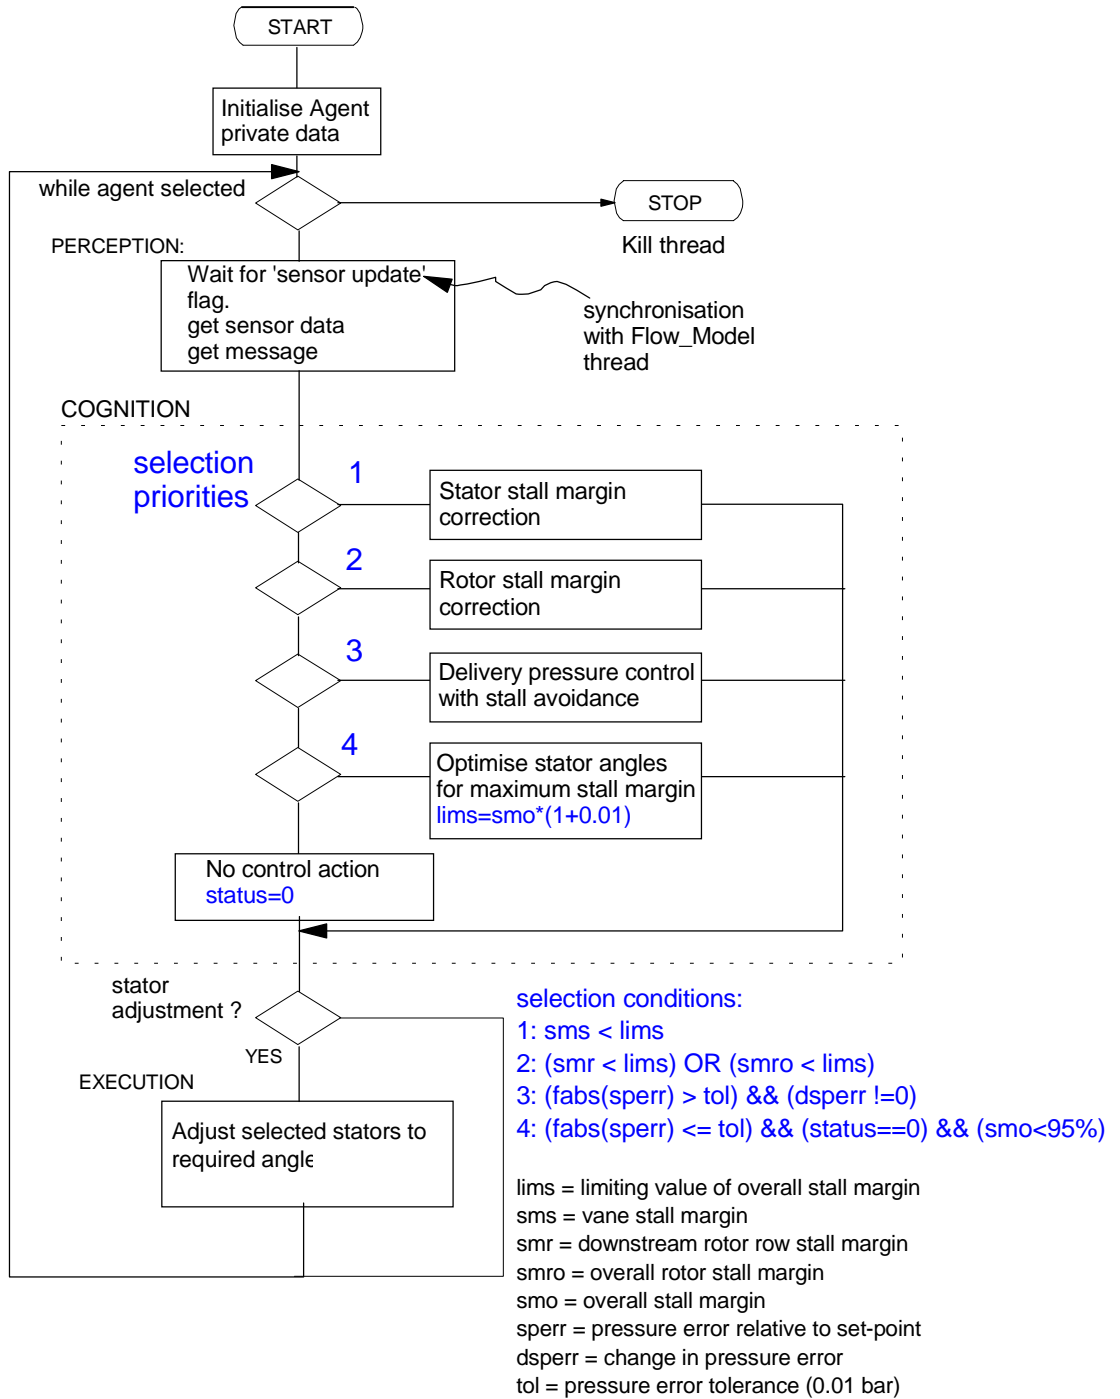 START
Initialise Agent
private data
while agent selected
STOP
Kill thread
PERCEPTION:
Wait for 'sensor update'
flag.
get sensor data
get message
synchronisation
with Flow_Model
thread
COGNITION
selection
priorities
1
Stator stall margin
correction
2
Rotor stall margin
correction
3
Delivery pressure control
with stall avoidance
4
Optimise stator angles
for maximum stall margin
lims=smo*(1+0.01)
No control action
status=0
stator
adjustment ?
YES
EXECUTION
Adjust selected stators to
required angle
selection conditions:
1: sms < lims
2: (smr < lims) OR (smro < lims)
3: (fabs(sperr) > tol) && (dsperr !=0)
4: (fabs(sperr) <= tol) && (status==0) && (smo<95%)
lims = limiting value of overall stall margin
sms = vane stall margin
smr = downstream rotor row stall margin
smro = overall rotor stall margin
smo = overall stall margin
sperr = pressure error relative to set-point
dsperr = change in pressure error
tol = pressure error tolerance (0.01 bar)